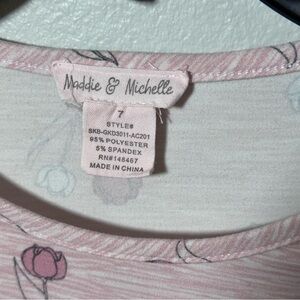 Maddie & Michelle
7
STYLE#
SKB-GKD3011-AC201
95% POLYESTER
5% SPANDEX
RN#146467
MADE IN CHINA